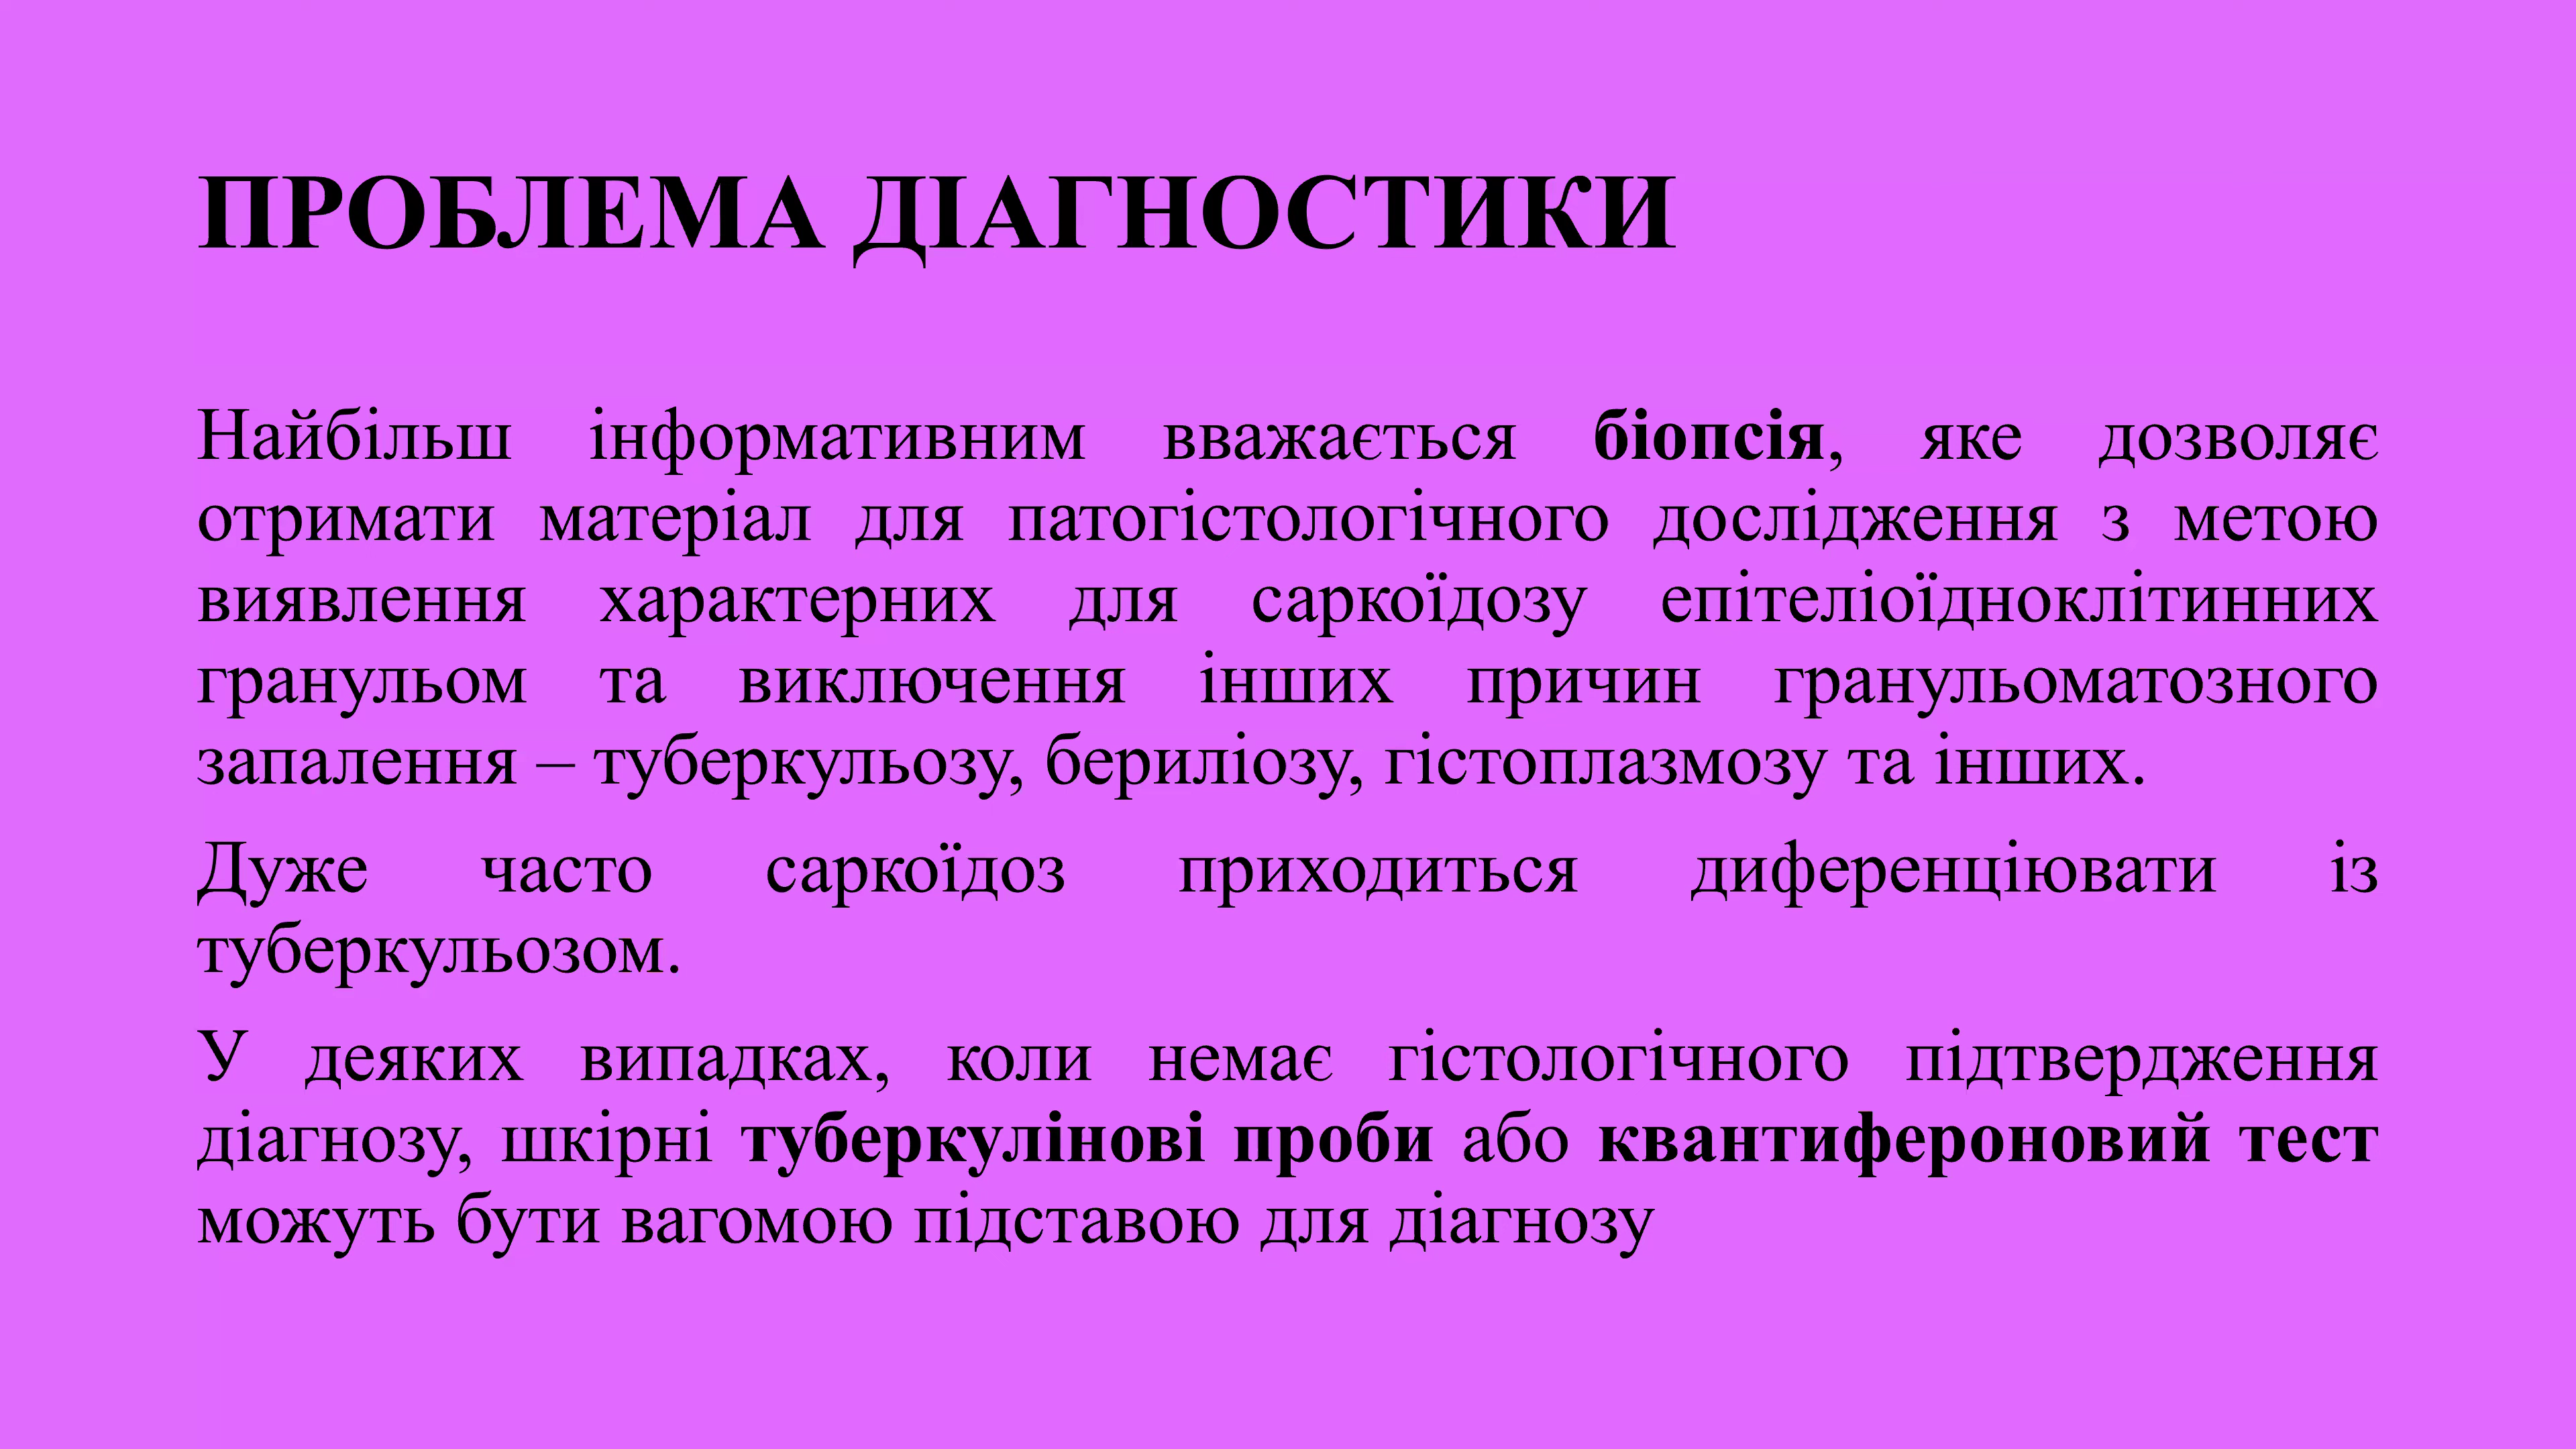 ПРОБЛЕМА ДІАГНОСТИКИ
Найбільш інформативним вважається біопсія, яке дозволяє
отримати матеріал для патогістологічного дослідження з метою
виявлення характерних для саркоїдозу епітеліоїдноклітинних
гранульом та виключення інших причин гранульоматозного
запалення – туберкульозу, бериліозу, гістоплазмозу та інших.
Дуже часто саркоїдоз приходиться диференціювати із
туберкульозом.
У деяких випадках, коли немає гістологічного підтвердження
діагнозу, шкірні туберкулінові проби або квантифероновий тест
можуть бути вагомою підставою для діагнозу